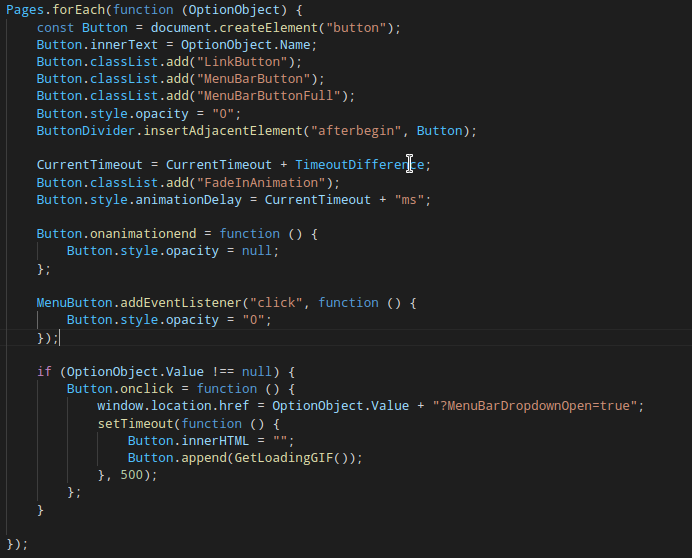 Pages.forEach(function (OptionObject) {
const Button = document.createElement("button");
Button.innerText = OptionObject.Name;
Button.classList.add("LinkButton");
Button.classList.add("MenuBarButton");
Button.classList.add("MenuBarButtonFull");
Button.style.opacity = "0";
ButtonDivider.insertAdjacentElement("afterbegin", Button);
CurrentTimeout = CurrentTimeout + TimeoutDifference;
Button.classList.add("FadeInAnimation");
Button.style.animationDelay = CurrentTimeout + "ms";
Button.onanimationend = function () {
Button.style.opacity = null;
};
MenuButton.addEventListener("click", function () {
Button.style.opacity = "0";
});
if (OptionObject.Value !== null) {
Button.onclick = function () {
window.location.href = OptionObject.Value + "?MenuBarDropdownOpen=true";
setTimeout(function () {
Button.innerHTML = "";
Button.append(GetLoadingGIF());
}, 500);
};
}
});